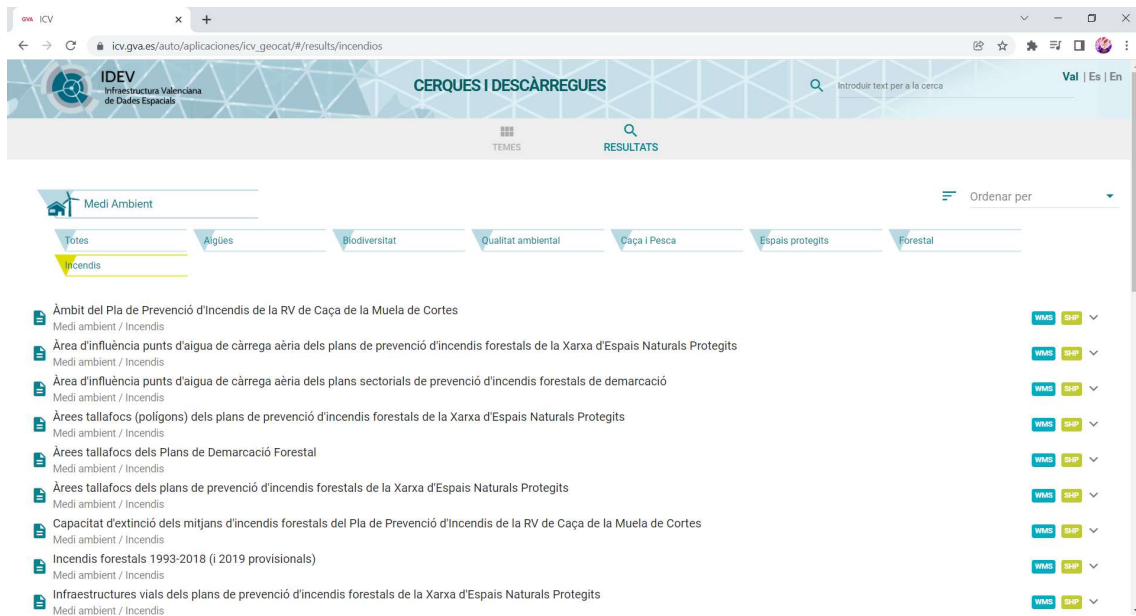 GVA ICV
icv.gva.es/auto/aplicaciones/icv_geocat/#/results/incendios
IDEV
Infraestructura Valenciana
de Dades Espacials
CERQUES I DESCÀRREGUES
Introduir text per a la cerca
Val | Es | En
TEMES
RESULTATS
Medi Ambient
Ordenar per
Totes
Aigües
Biodiversitat
Qualitat ambiental
Caça i Pesca
Espais protegits
Forestal
Incendis
Àmbit del Pla de Prevenció d'Incendis de la RV de Caça de la Muela de Cortes
Medi ambient / Incendis
WMS SHP
Àrea d'influència punts d'aigua de càrrega aèria dels plans de prevenció d'incendis forestals de la Xarxa d'Espais Naturals Protegits
Medi ambient / Incendis
WMS SHP
Àrea d'influència punts d'aigua de càrrega aèria dels plans sectorials de prevenció d'incendis forestals de demarcació
Medi ambient / Incendis
WMS SHP
Àrees tallafocs (polígons) dels plans de prevenció d'incendis forestals de la Xarxa d'Espais Naturals Protegits
Medi ambient / Incendis
WMS SHP
Àrees tallafocs dels Plans de Demarcació Forestal
Medi ambient / Incendis
WMS SHP
Àrees tallafocs dels plans de prevenció d'incendis forestals de la Xarxa d'Espais Naturals Protegits
Medi ambient / Incendis
WMS SHP
Capacitat d'extinció dels mitjans d'incendis forestals del Pla de Prevenció d'Incendis de la RV de Caça de la Muela de Cortes
Medi ambient / Incendis
WMS SHP
Incendis forestals 1993-2018 (i 2019 provisionals)
Medi ambient / Incendis
WMS SHP
Infraestructures vials dels plans de prevenció d'incendis forestals de la Xarxa d'Espais Naturals Protegits
Medi ambient / Incendis
WMS SHP